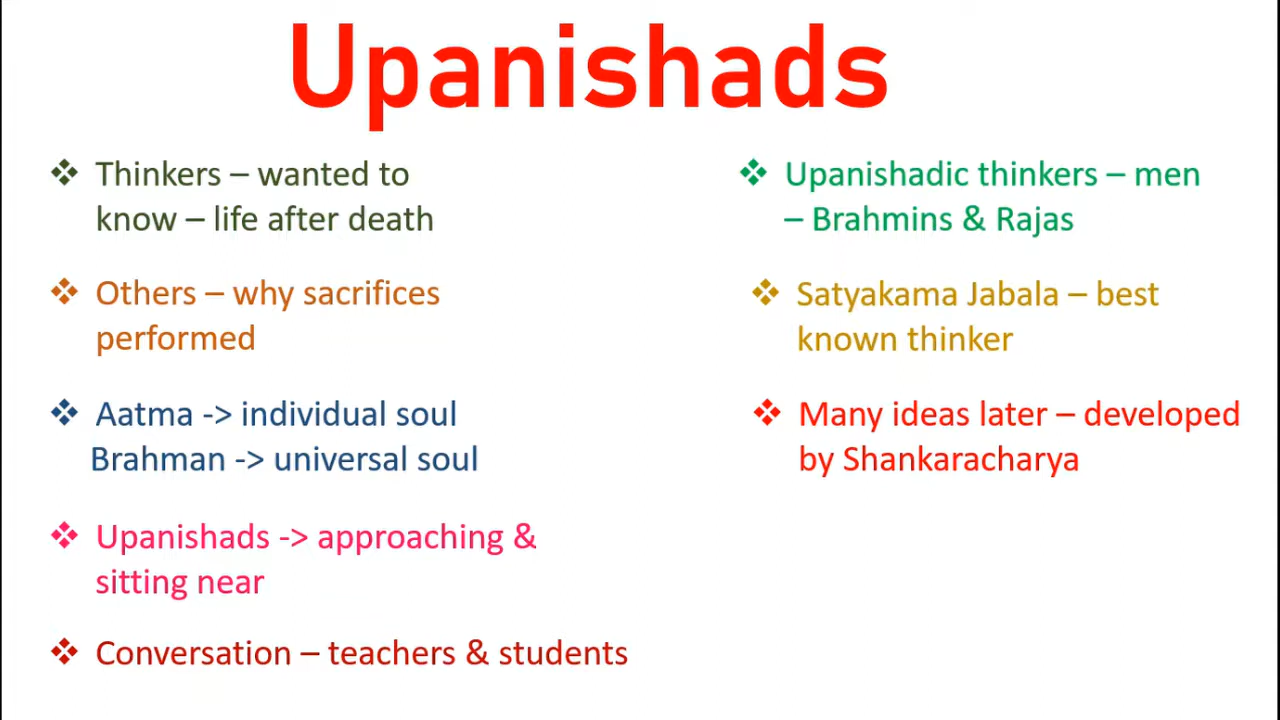 Upanishads
❖ Thinkers – wanted to
know – life after death
❖ Others – why sacrifices
performed
❖ Aatma -> individual soul
Brahman -> universal soul
❖ Upanishads -> approaching &
sitting near
❖ Conversation – teachers & students
❖ Upanishadic thinkers – men
– Brahmins & Rajas
❖ Satyakama Jabala – best
known thinker
❖ Many ideas later – developed
by Shankaracharya